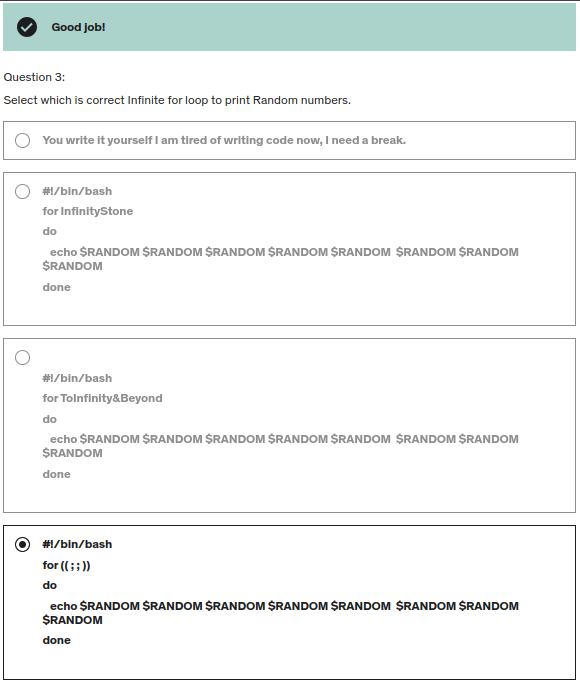 Good job!
Question 3:
Select which is correct Infinite for loop to print Random numbers.
You write it yourself I am tired of writing code now, I need a break.
#!/bin/bash
for InfinityStone
do
echo $RANDOM $RANDOM $RANDOM $RANDOM $RANDOM $RANDOM $RANDOM
$RANDOM
done
#!/bin/bash
for ToInfinity&Beyond
do
echo $RANDOM $RANDOM $RANDOM $RANDOM $RANDOM $RANDOM $RANDOM
$RANDOM
done
#!/bin/bash
for (( ; ; ))
do
echo $RANDOM $RANDOM $RANDOM $RANDOM $RANDOM $RANDOM $RANDOM
$RANDOM
done